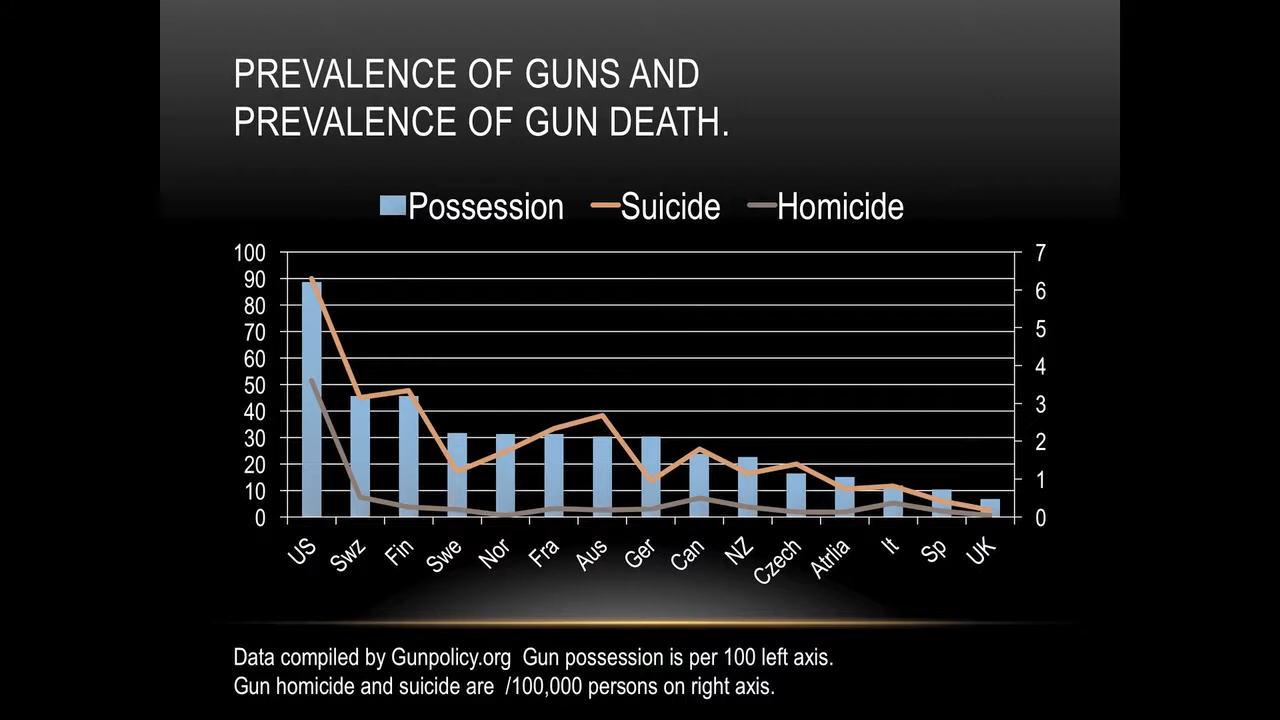 PREVALENCE OF GUNS AND
PREVALENCE OF GUN DEATH.
Possession Suicide Homicide
100 7
90
80 6
70 5
60
50 4
40 3
30
20 2
10 1
0 0
US Swz Fin Swe Nor Fra Aus Ger Can NZ Czech Atrlia It Sp UK
Data compiled by Gunpolicy.org Gun possession is per 100 left axis.
Gun homicide and suicide are /100,000 persons on right axis.